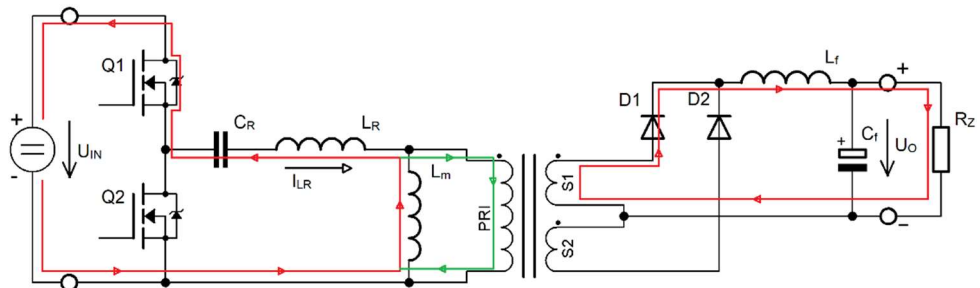 Q1
Q2
+
-
U_IN
C_R
L_R
I_LR
L_m
PRI
S1
S2
D1
D2
L_f
+
C_f
U_O
+
–
R_Z